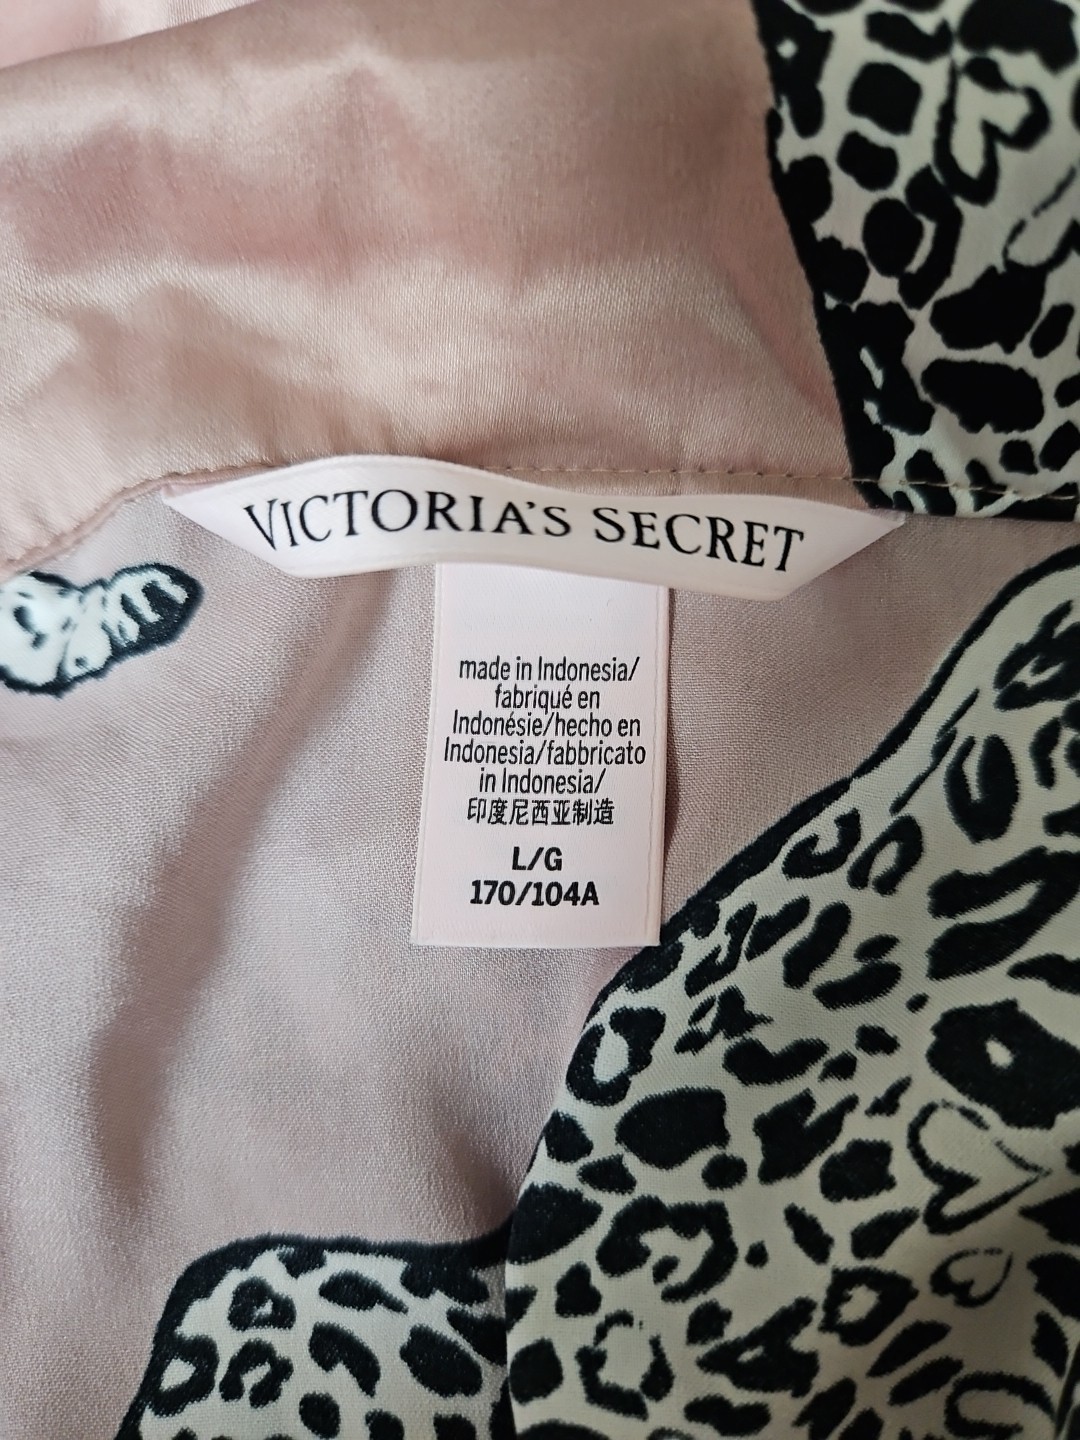 VICTORIA'S SECRET
made in Indonesia/
fabriqué en
Indonésie/hecho en
Indonesia/fabbricato
in Indonesia/
印度尼西亚制造
L/G
170/104A